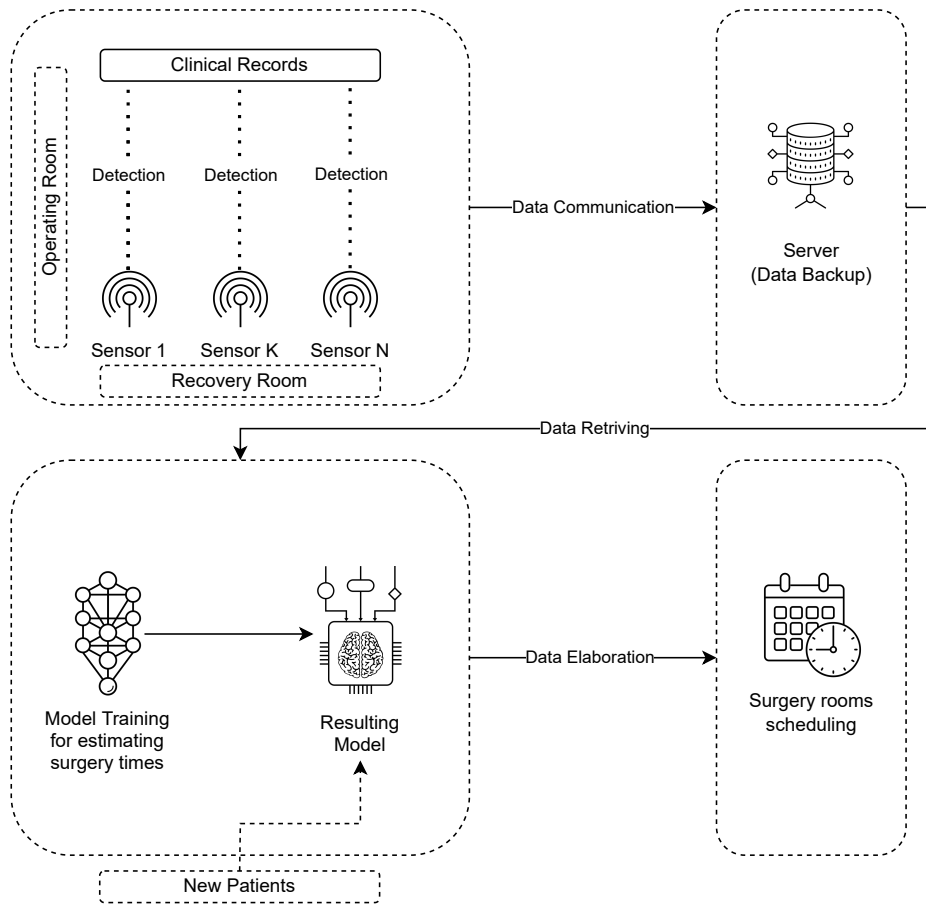 Clinical Records
Operating Room
Detection
Detection
Detection
Sensor 1
Sensor K
Sensor N
Recovery Room
Data Communication
Server
(Data Backup)
Data Retriving
Model Training
for estimating
surgery times
Resulting
Model
Data Elaboration
Surgery rooms
scheduling
New Patients